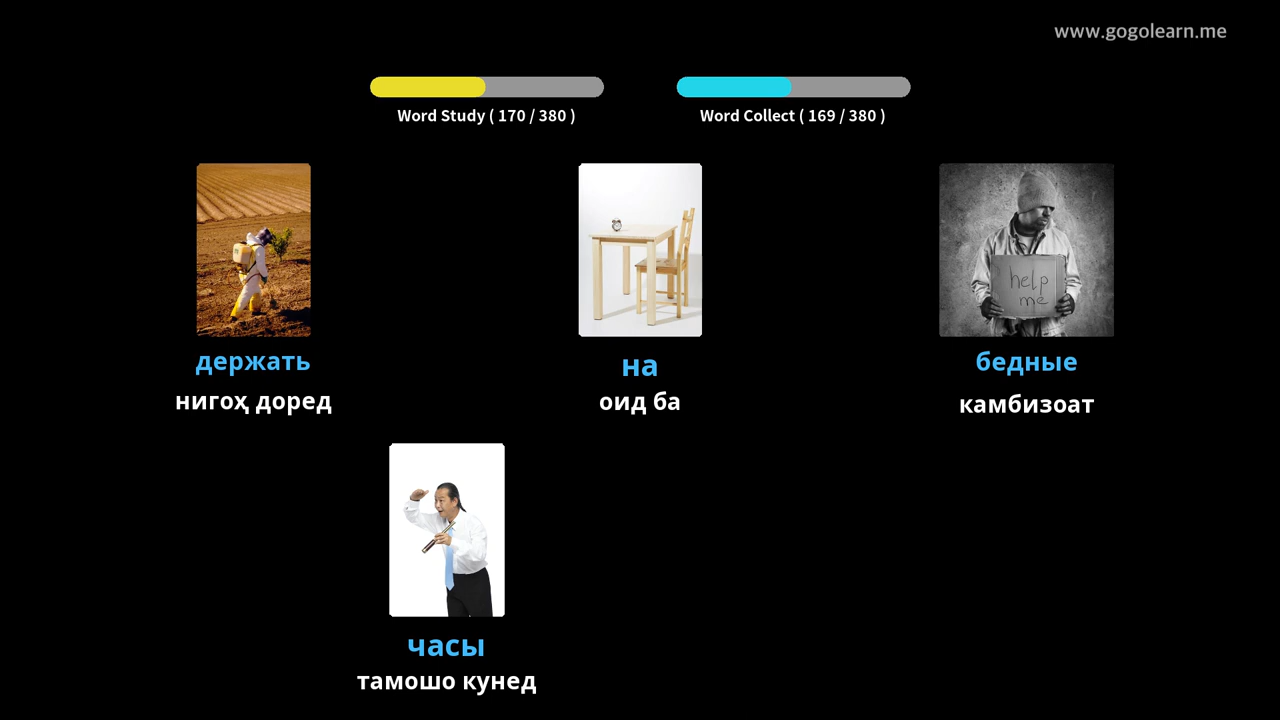 www.gogolearn.me
Word Study ( 170 / 380 )
Word Collect ( 169 / 380 )
help
me
держать
нигоҳ доред
на
оид ба
бедные
камбизоат
часы
тамошо кунед